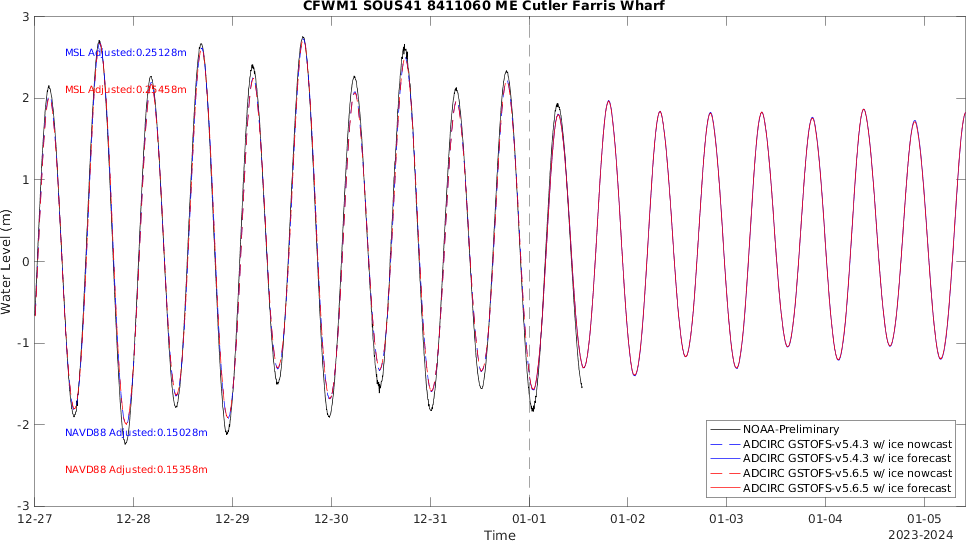 CFWM1 SOUS41 8411060 ME Cutler Farris Wharf
3
MSL Adjusted:0.25128m
MSL Adjusted:0.25458m
2
1
Water Level (m)
0
-1
-2
NAVD88 Adjusted:0.15028m
NAVD88 Adjusted:0.15358m
NOAA-Preliminary
ADCIRC GSTOFS-v5.4.3 w/ ice nowcast
ADCIRC GSTOFS-v5.4.3 w/ ice forecast
ADCIRC GSTOFS-v5.6.5 w/ ice nowcast
ADCIRC GSTOFS-v5.6.5 w/ ice forecast
-3
12-27 12-28 12-29 12-30 12-31 01-01 01-02 01-03 01-04 01-05
Time
2023-2024